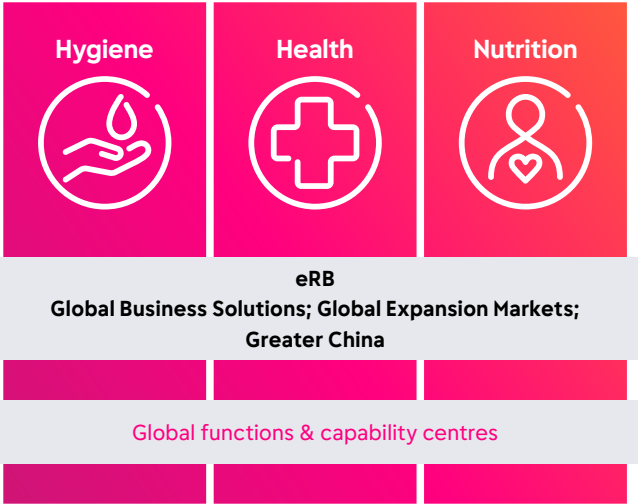 Hygiene
Health
Nutrition
eRB
Global Business Solutions; Global Expansion Markets;
Greater China
Global functions & capability centres